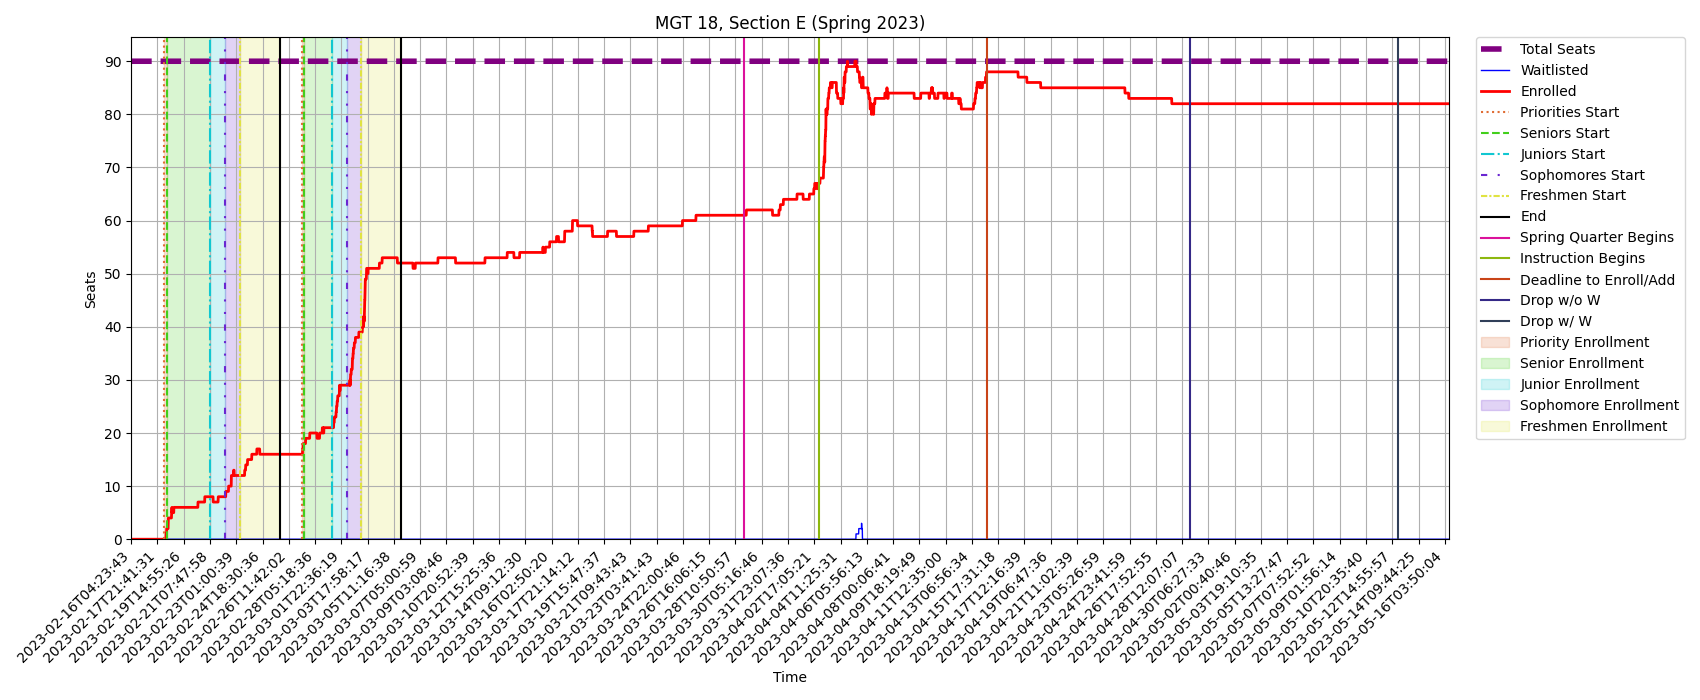 MGT 18, Section E (Spring 2023)
Seats
90
80
70
60
50
40
30
20
10
0
2023-02-16T04:23:43
2023-02-17T21:41:31
2023-02-19T14:55:26
2023-02-21T07:47:58
2023-02-23T01:00:39
2023-02-24T18:30:36
2023-02-26T11:42:02
2023-02-28T05:18:36
2023-03-01T22:36:19
2023-03-03T17:58:17
2023-03-05T11:16:38
2023-03-07T05:00:59
2023-03-09T03:08:46
2023-03-10T20:52:39
2023-03-12T15:25:36
2023-03-14T09:12:30
2023-03-16T02:50:20
2023-03-17T21:14:12
2023-03-19T15:47:37
2023-03-21T09:43:43
2023-03-23T03:41:43
2023-03-24T22:00:46
2023-03-26T16:06:15
2023-03-28T10:50:57
2023-03-30T05:16:46
2023-03-31T23:07:36
2023-04-02T17:05:21
2023-04-04T11:25:31
2023-04-06T05:56:13
2023-04-08T00:06:41
2023-04-09T18:19:49
2023-04-11T12:35:00
2023-04-13T06:56:34
2023-04-15T17:31:18
2023-04-17T12:16:39
2023-04-19T06:47:36
2023-04-21T11:02:39
2023-04-23T05:26:59
2023-04-24T23:41:59
2023-04-26T17:52:55
2023-04-28T12:07:07
2023-04-30T06:27:33
2023-05-02T00:40:46
2023-05-03T19:10:35
2023-05-05T13:27:47
2023-05-07T07:52:52
2023-05-09T01:56:14
2023-05-10T20:35:40
2023-05-12T14:55:57
2023-05-14T09:44:25
2023-05-16T03:50:04
Time
Total Seats
Waitlisted
Enrolled
Priorities Start
Seniors Start
Juniors Start
Sophomores Start
Freshmen Start
End
Spring Quarter Begins
Instruction Begins
Deadline to Enroll/Add
Drop w/o W
Drop w/ W
Priority Enrollment
Senior Enrollment
Junior Enrollment
Sophomore Enrollment
Freshmen Enrollment